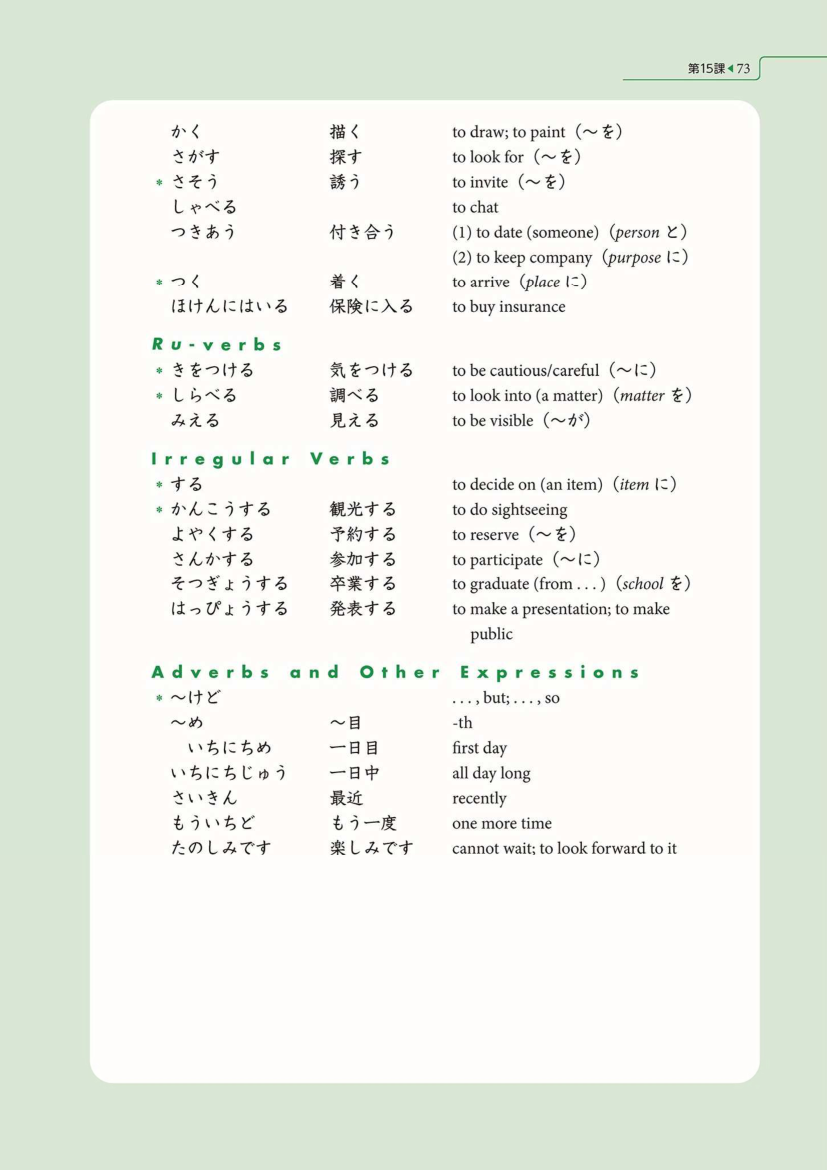 第15課◀73
かく 描く to draw; to paint（～を）
さがす 探す to look for（～を）
* さそう 誘う to invite（～を）
しゃべる to chat
つきあう 付き合う (1) to date (someone)（person と）
(2) to keep company（purpose に）
* つく 着く to arrive（place に）
ほけんにはいる 保険に入る to buy insurance
Ru-verbs
* きをつける 気をつける to be cautious/careful（～に）
* しらべる 調べる to look into (a matter)（matter を）
みえる 見える to be visible（～が）
Irregular Verbs
* する to decide on (an item)（item に）
* かんこうする 観光する to do sightseeing
よやくする 予約する to reserve（～を）
さんかする 参加する to participate（～に）
そつぎょうする 卒業する to graduate (from . . . )（school を）
はっぴょうする 発表する to make a presentation; to make
public
Adverbs and Other Expressions
* ～けど . . . , but; . . . , so
～め ～目 -th
いちにちめ 一日目 first day
いちにちじゅう 一日中 all day long
さいきん 最近 recently
もういちど もう一度 one more time
たのしみです 楽しみです cannot wait; to look forward to it